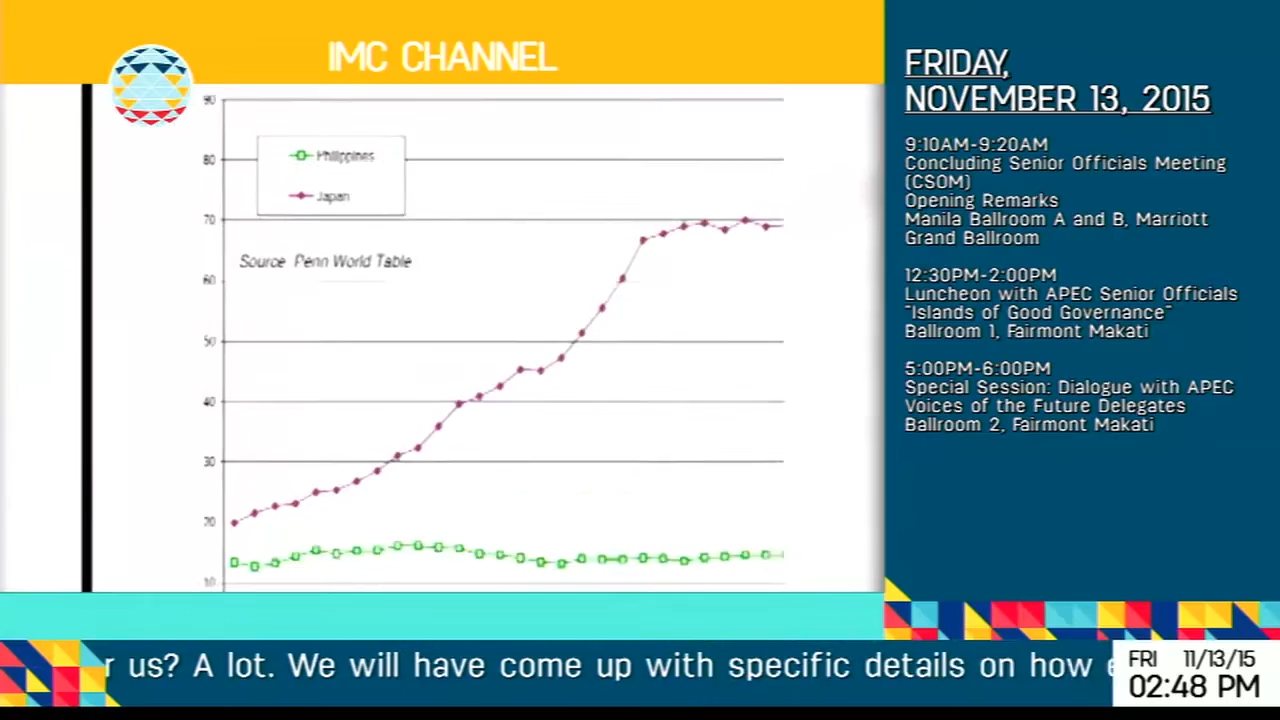 IMC CHANNEL
90
Philippines
80
Japan
70
Source Penn World Table
60
50
40
30
20
10
FRIDAY,
NOVEMBER 13, 2015
9:10AM-9:20AM
Concluding Senior Officials Meeting
(CSOM)
Opening Remarks
Manila Ballroom A and B, Marriott
Grand Ballroom
12:30PM-2:00PM
Luncheon with APEC Senior Officials
"Islands of Good Governance"
Ballroom 1, Fairmont Makati
5:00PM-6:00PM
Special Session: Dialogue with APEC
Voices of the Future Delegates
Ballroom 2, Fairmont Makati
r us? A lot. We will have come up with specific details on how
FRI 11/13/15
02:48 PM